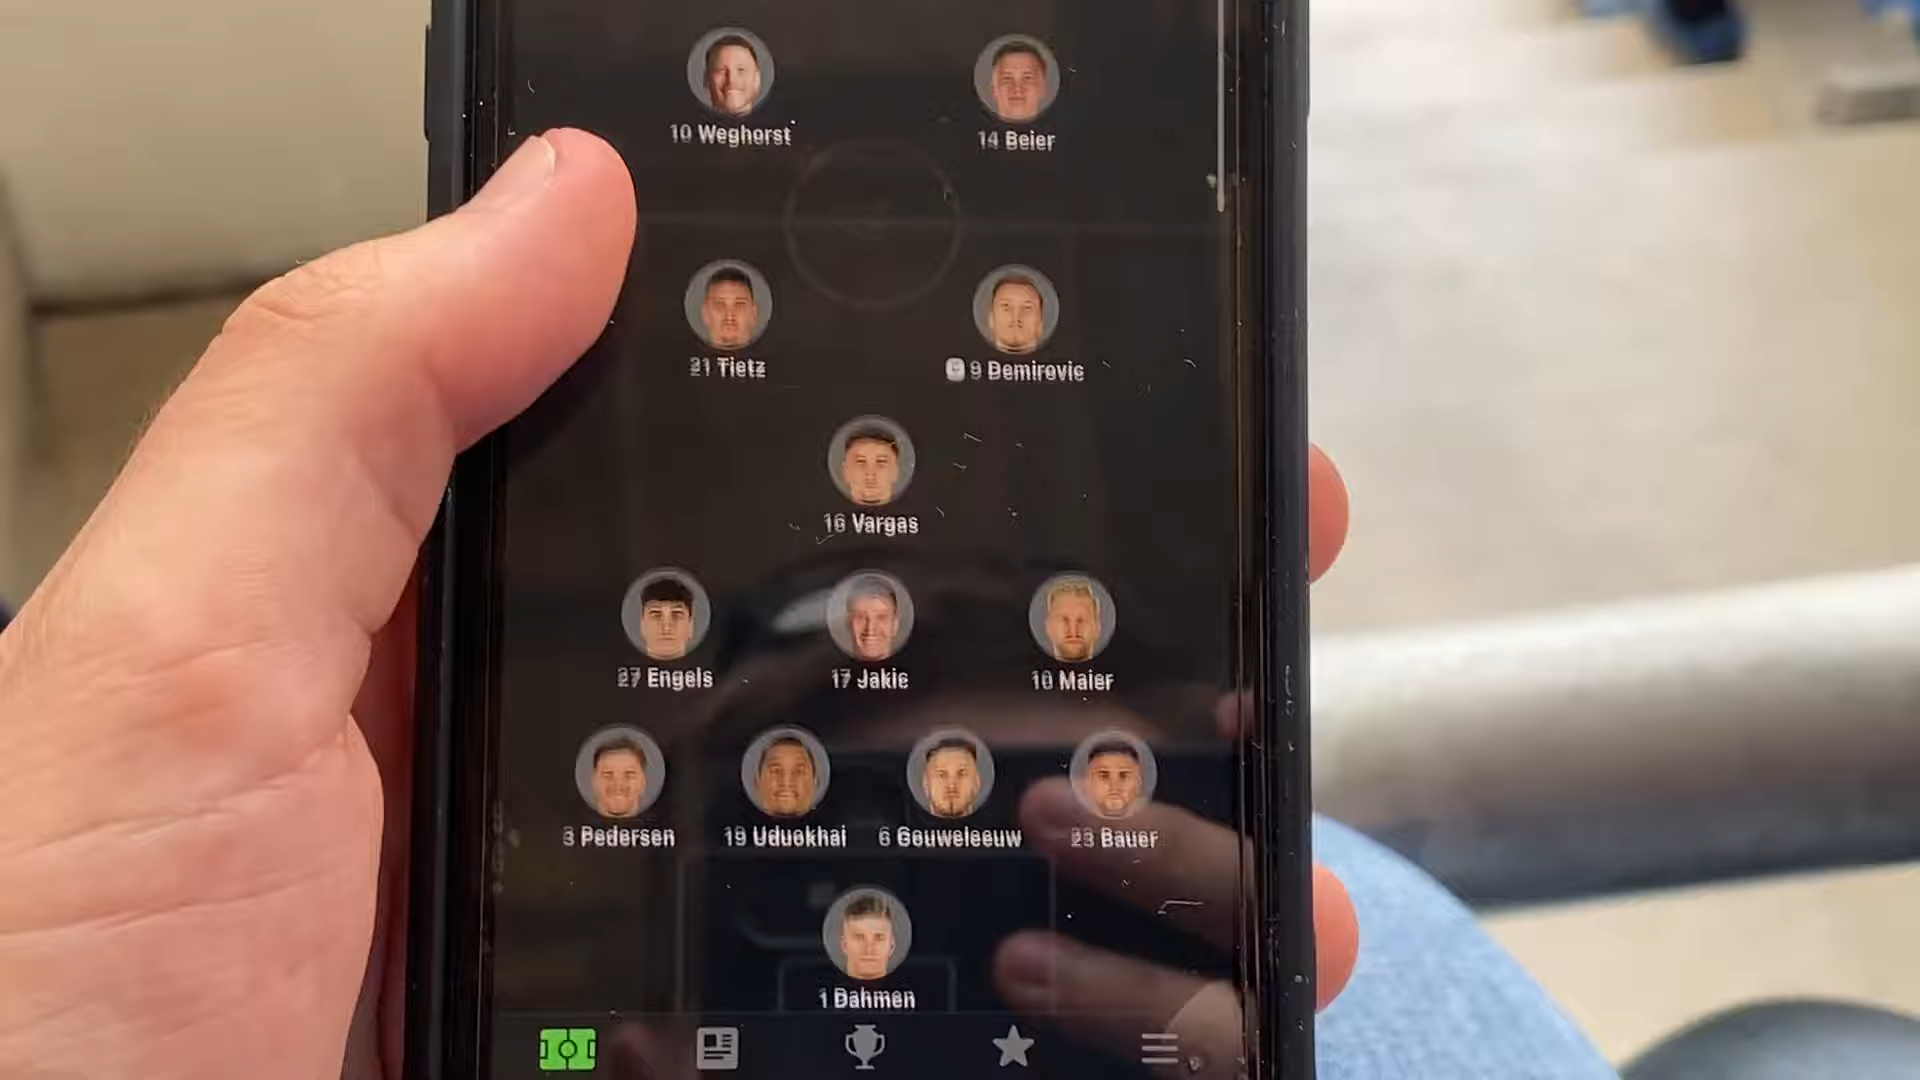 10 Weghorst
14 Beier
21 Tietz
9 Demirovic
16 Vargas
27 Engels
17 Jakic
10 Maier
3 Pedersen
19 Uduokhai
6 Gouweleeuw
23 Bauer
1 Dahmen